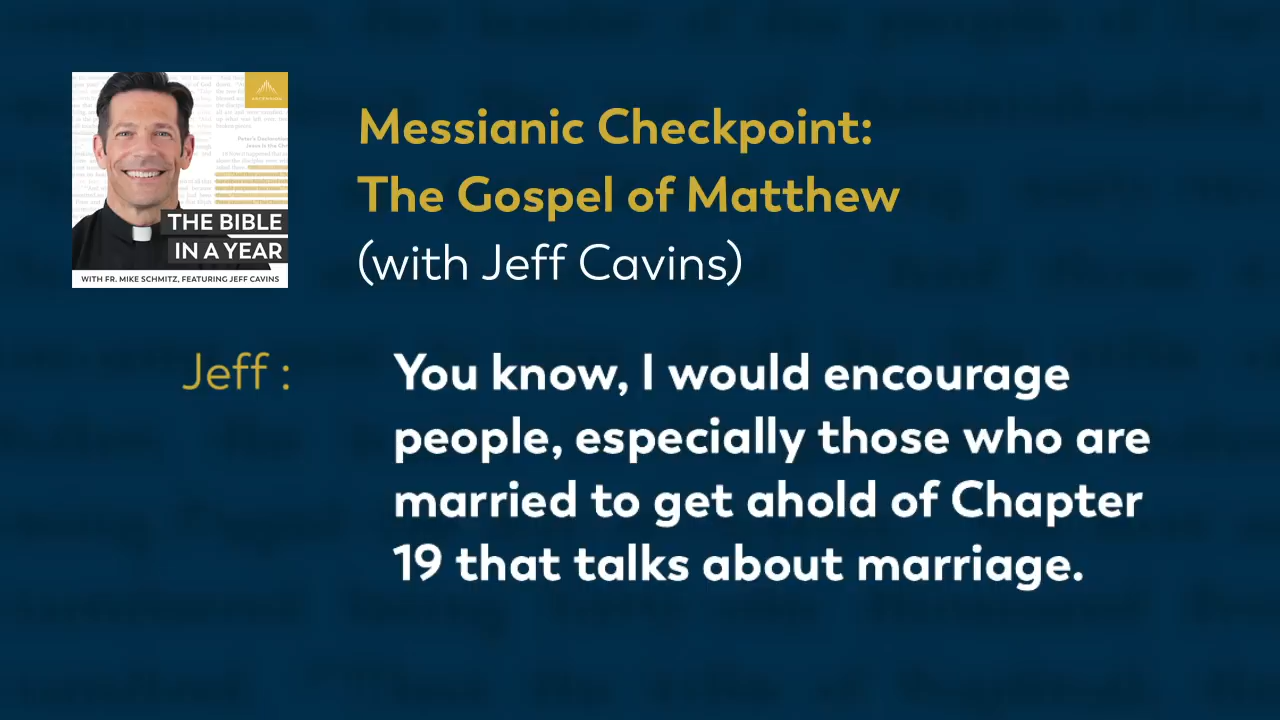 THE BIBLE
IN A YEAR
WITH FR. MIKE SCHMITZ, FEATURING JEFF CAVINS
Messianic Checkpoint:
The Gospel of Matthew
(with Jeff Cavins)
Jeff :
You know, I would encourage
people, especially those who are
married to get ahold of Chapter
19 that talks about marriage.